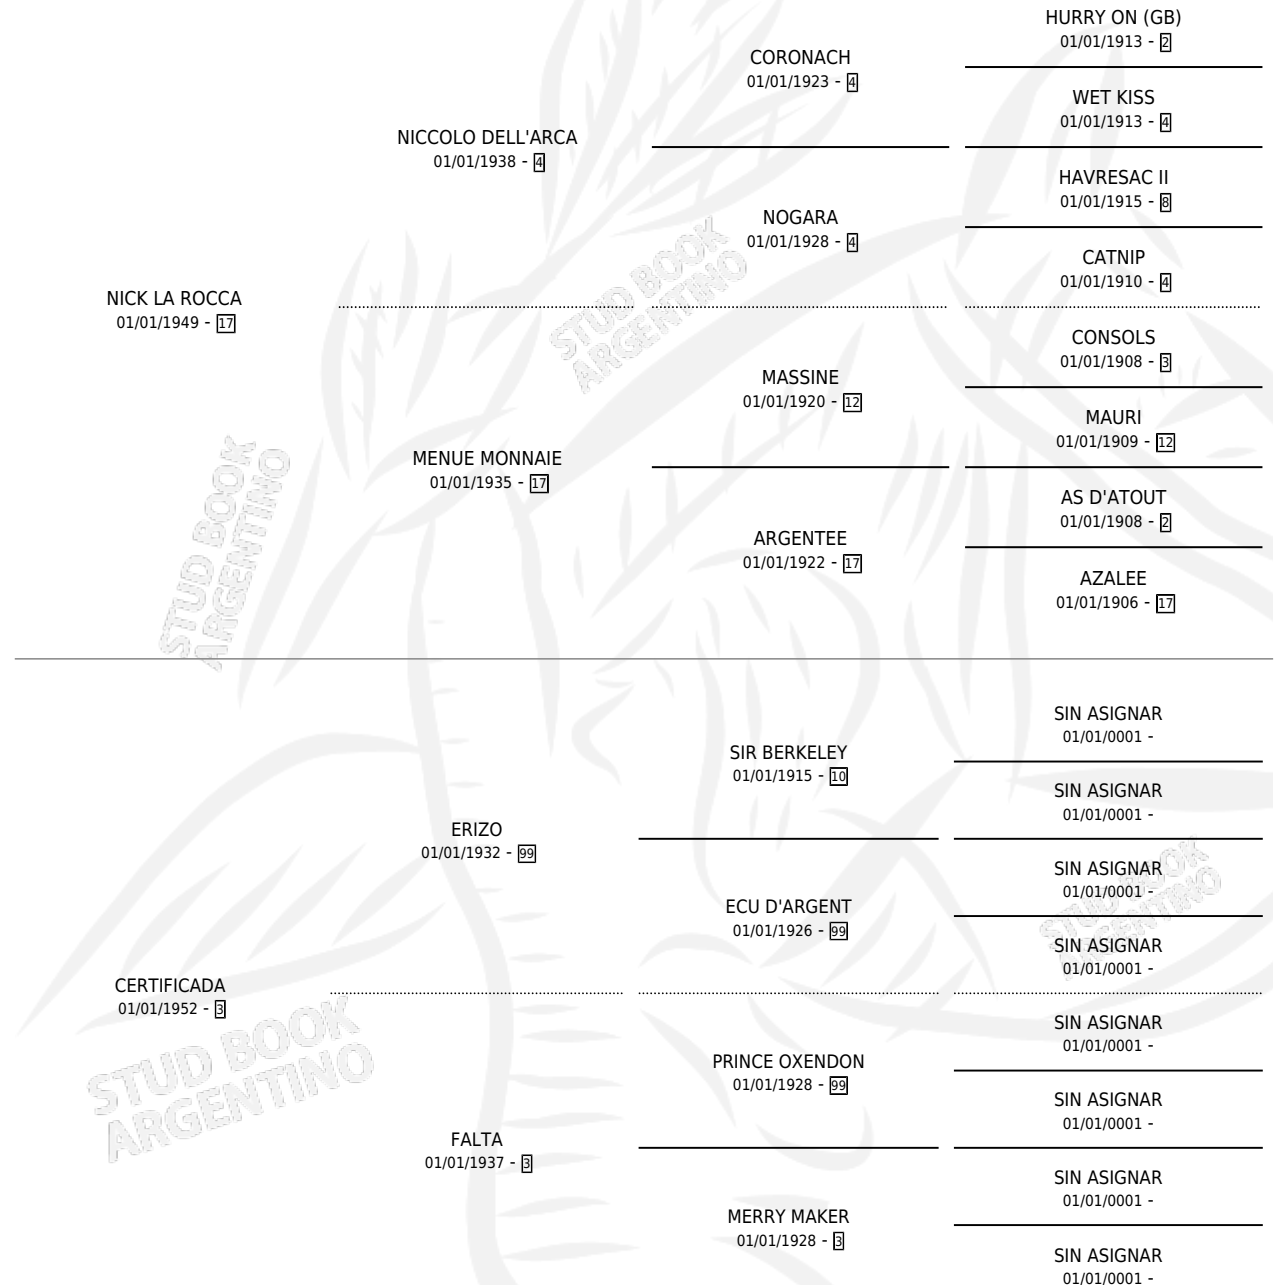 HURRY ON (GB)
01/01/1913 - 2
CORONACH
01/01/1923 - 4
WET KISS
01/01/1913 - 4
NICCOLO DELL'ARCA
01/01/1938 - 4
HAVRESAC II
01/01/1915 - 8
NOGARA
01/01/1928 - 4
CATNIP
01/01/1910 - 4
NICK LA ROCCA
01/01/1949 - 17
CONSOLS
01/01/1908 - 3
MASSINE
01/01/1920 - 12
MAURI
01/01/1909 - 12
MENUE MONNAIE
01/01/1935 - 17
AS D'ATOUT
01/01/1908 - 2
ARGENTEE
01/01/1922 - 17
AZALEE
01/01/1906 - 17
SIN ASIGNAR
01/01/0001 -
SIR BERKELEY
01/01/1915 - 10
SIN ASIGNAR
01/01/0001 -
ERIZO
01/01/1932 - 99
SIN ASIGNAR
01/01/0001 -
ECU D'ARGENT
01/01/1926 - 99
SIN ASIGNAR
01/01/0001 -
CERTIFICADA
01/01/1952 - 3
SIN ASIGNAR
01/01/0001 -
PRINCE OXENDON
01/01/1928 - 99
SIN ASIGNAR
01/01/0001 -
FALTA
01/01/1937 - 3
SIN ASIGNAR
01/01/0001 -
MERRY MAKER
01/01/1928 - 3
SIN ASIGNAR
01/01/0001 -
STUD BOOK
ARGENTINO
STUD BOOK
ARGENTINO
STUD BOOK
ARGENTINO
STUD BOOK
ARGENTINO